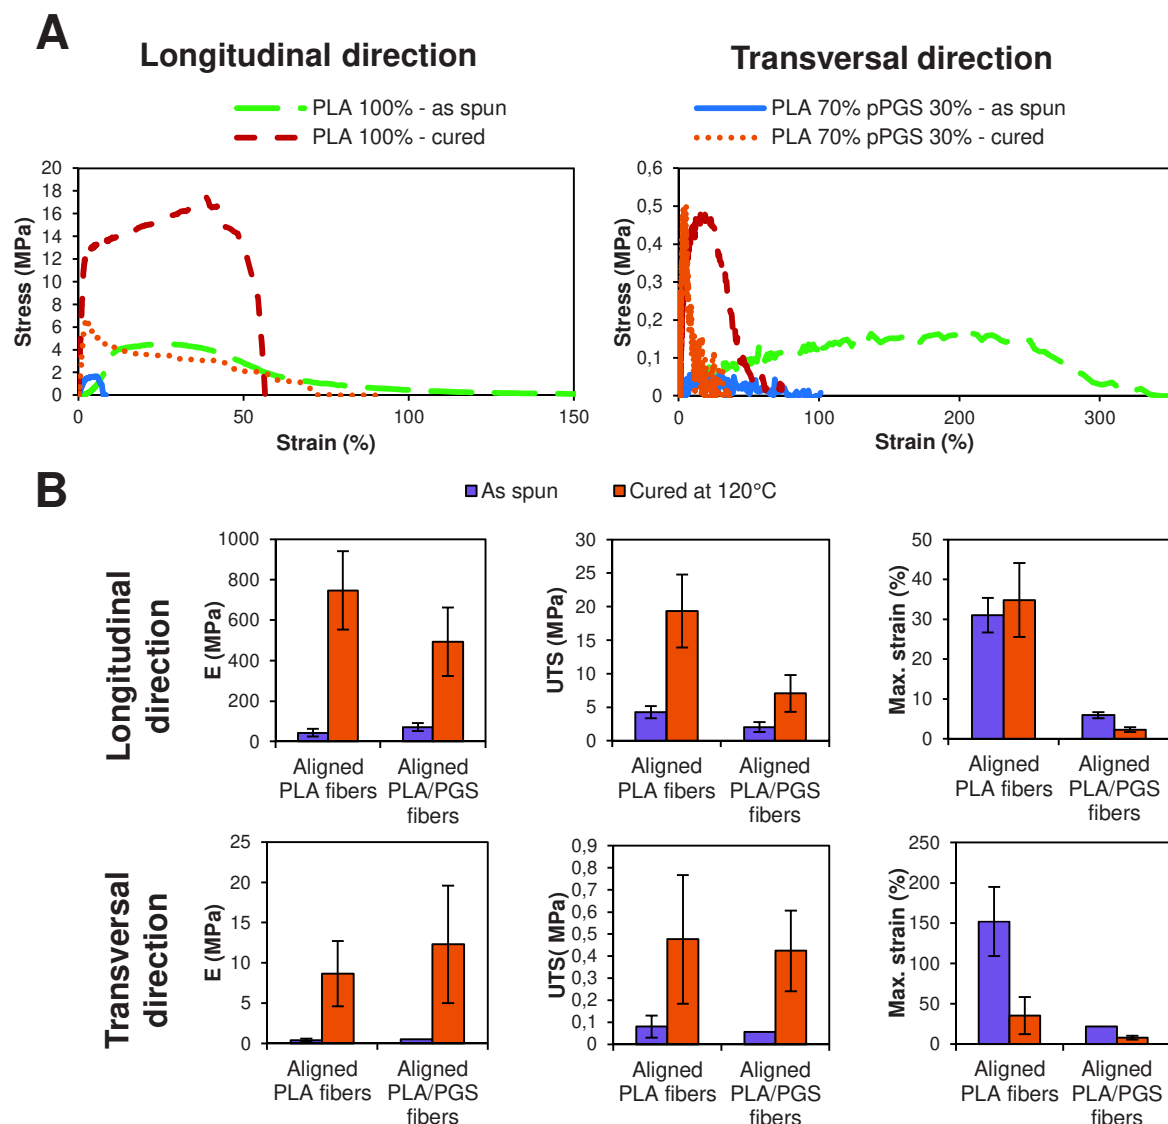 A
Longitudinal direction
Transversal direction
PLA 100% - as spun
PLA 100% - cured
PLA 70% pPGS 30% - as spun
PLA 70% pPGS 30% - cured
Stress (MPa)
20
18
16
14
12
10
8
6
4
2
0
0
50
100
150
Strain (%)
Stress (MPa)
0,6
0,5
0,4
0,3
0,2
0,1
0
0
100
200
300
Strain (%)
B
As spun
Cured at 120°C
Longitudinal
direction
E (MPa)
1000
800
600
400
200
0
Aligned
PLA fibers
Aligned
PLA/PGS
fibers
UTS (MPa)
30
25
20
15
10
5
0
Aligned
PLA fibers
Aligned
PLA/PGS
fibers
Max. strain (%)
50
40
30
20
10
0
Aligned
PLA fibers
Aligned
PLA/PGS
fibers
Transversal
direction
E (MPa)
25
20
15
10
5
0
Aligned
PLA fibers
Aligned
PLA/PGS
fibers
UTS( MPa)
0,9
0,8
0,7
0,6
0,5
0,4
0,3
0,2
0,1
0
Aligned
PLA fibers
Aligned
PLA/PGS
fibers
Max. strain (%)
250
200
150
100
50
0
Aligned
PLA fibers
Aligned
PLA/PGS
fibers